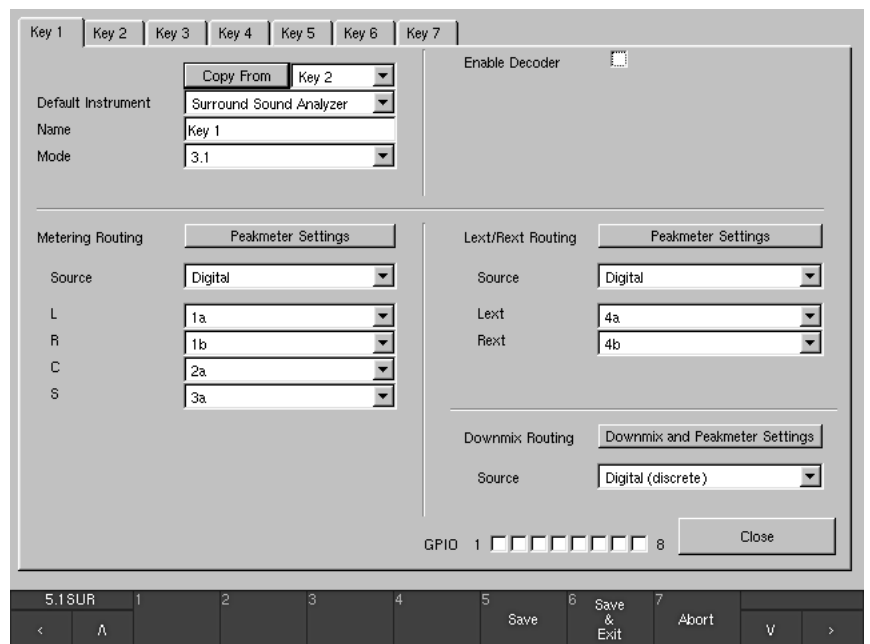 Key 1 Key 2 Key 3 Key 4 Key 5 Key 6 Key 7
Copy From Key 2
Default Instrument Surround Sound Analyzer
Name Key 1
Mode 3.1
Enable Decoder
Metering Routing Peakmeter Settings
Source Digital
L 1a
R 1b
C 2a
S 3a
Lext/Rext Routing Peakmeter Settings
Source Digital
Lext 4a
Rext 4b
Downmix Routing Downmix and Peakmeter Settings
Source Digital (discrete)
GPIO 1 8 Close
5.1SUR 1 2 3 4 5 6 7
< Λ Save Save & Exit Abort V >